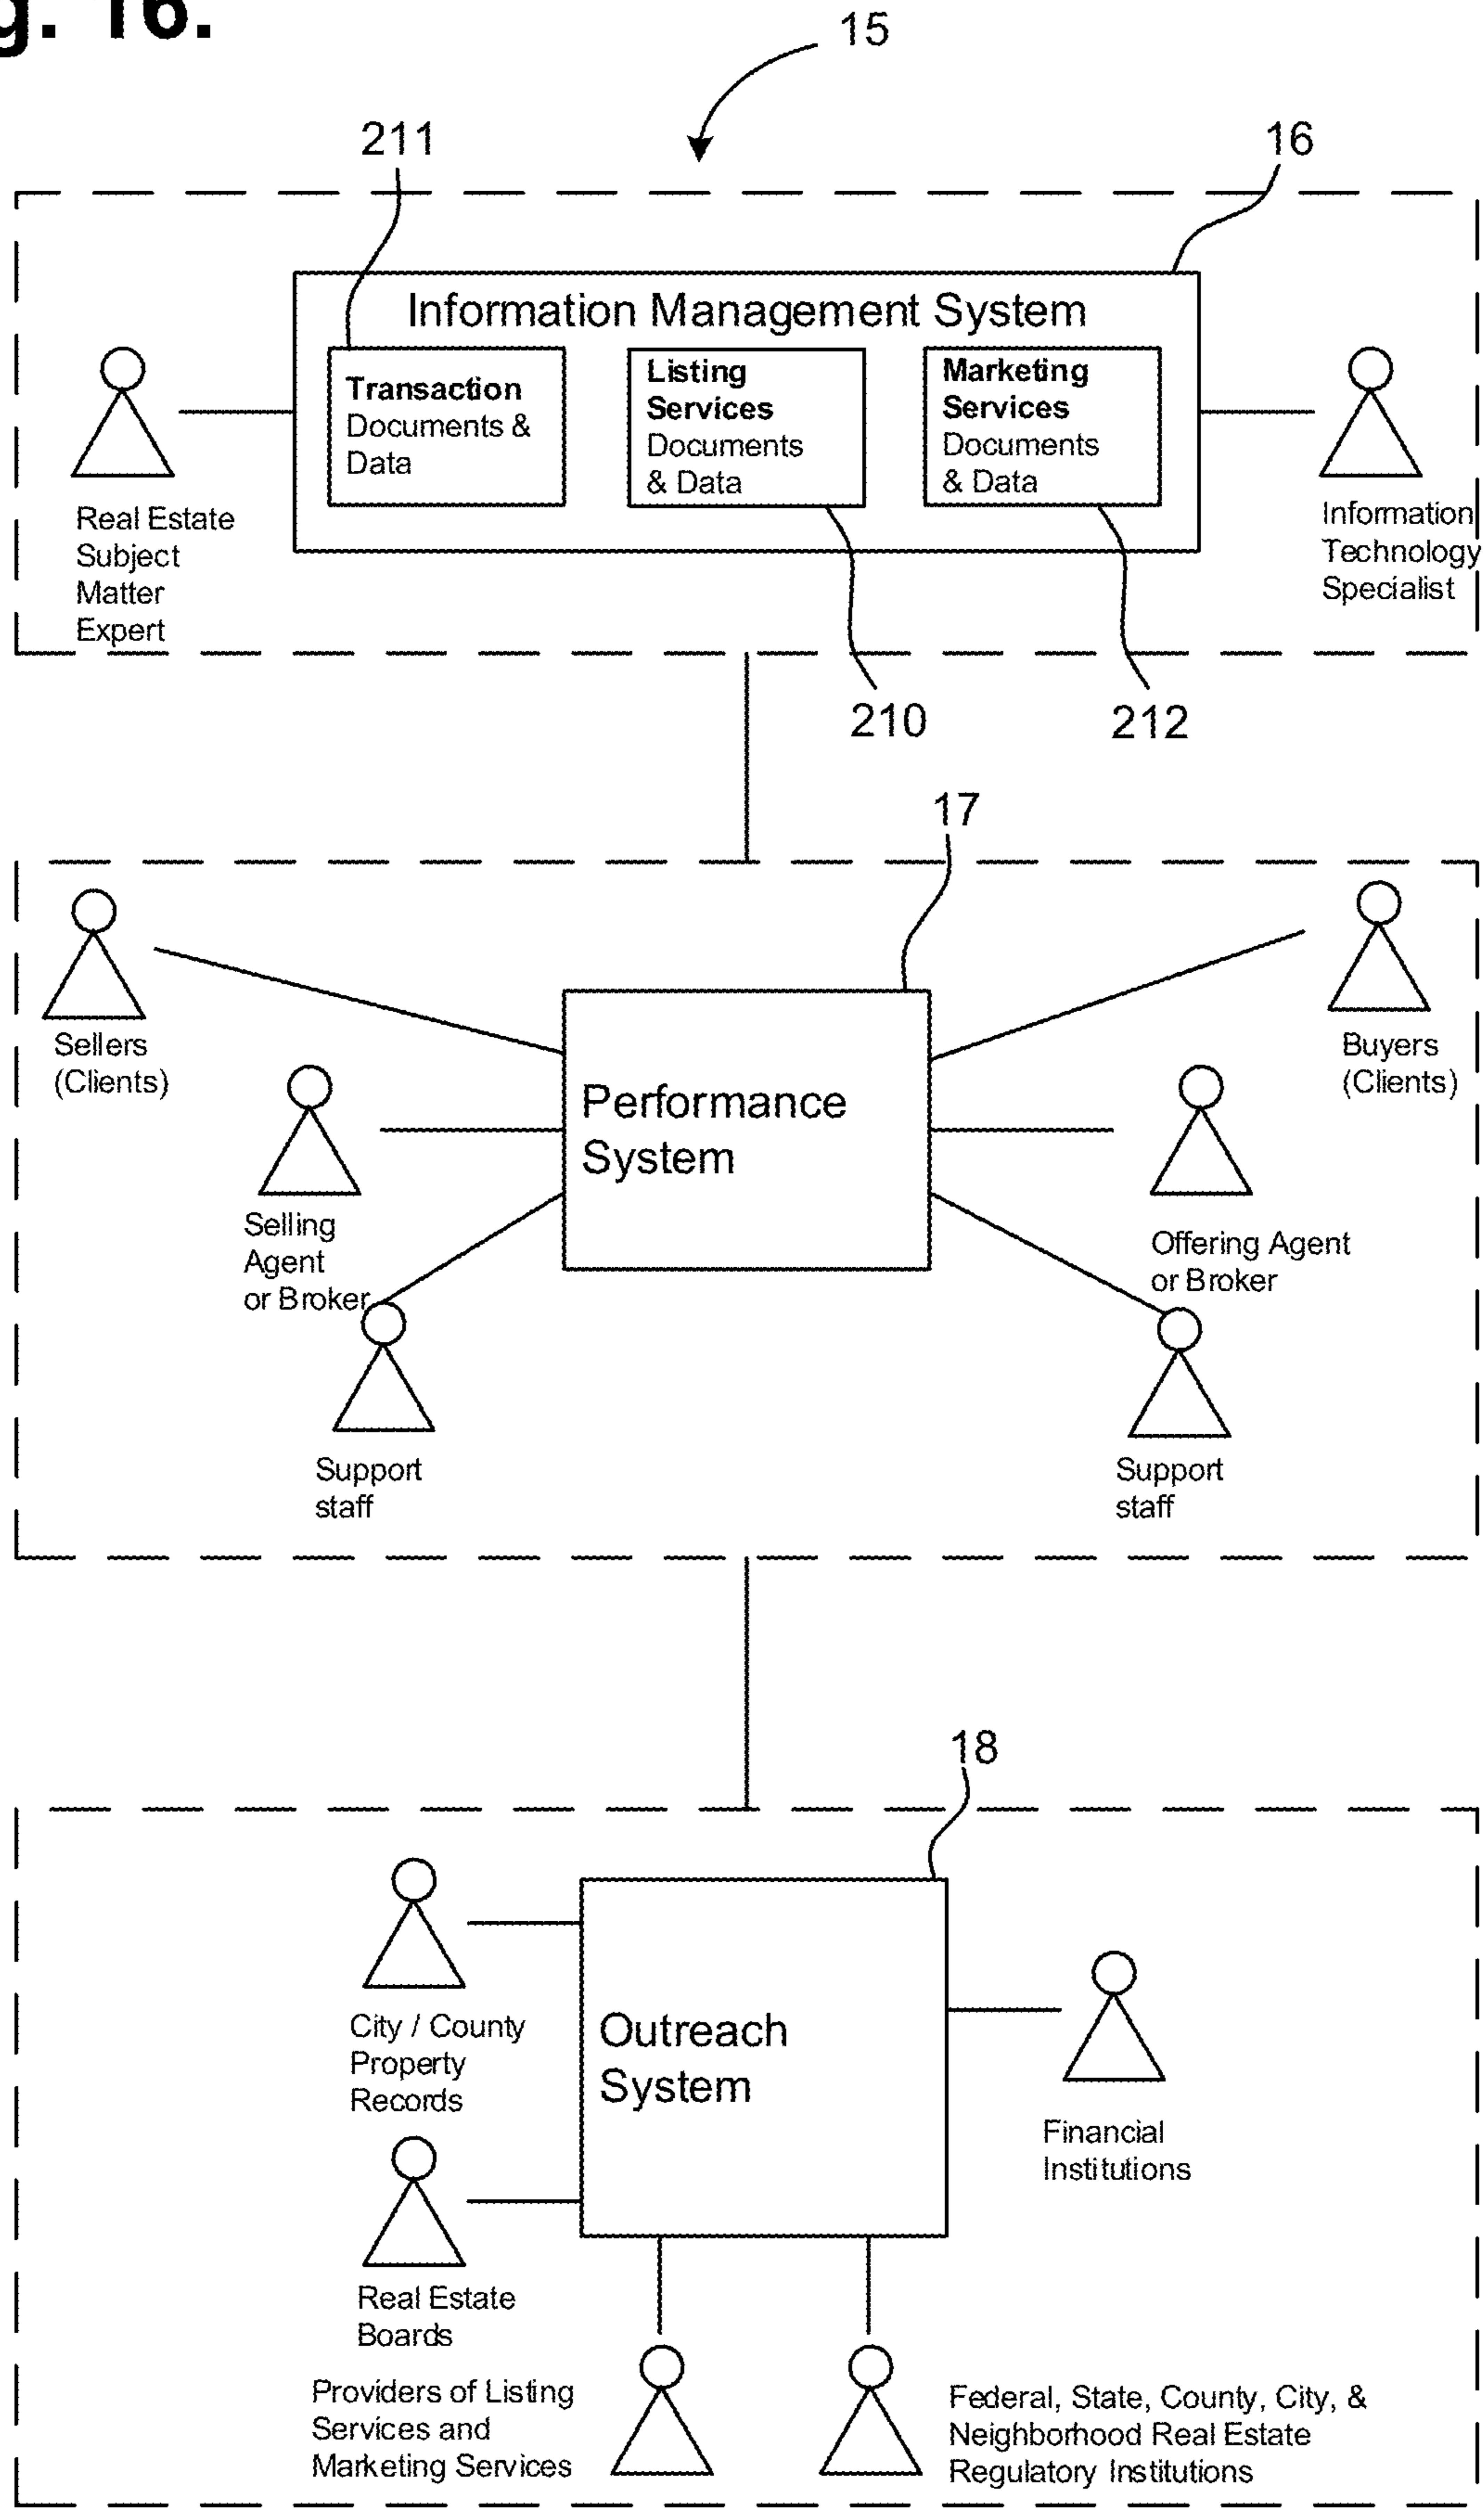 g. 16.
15
211
16
Information Management System
Transaction
Documents &
Data
Listing
Services
Documents
& Data
Marketing
Services
Documents
& Data
Real Estate
Subject
Matter
Expert
Information
Technology
Specialist
210
212
17
Sellers
(Clients)
Buyers
(Clients)
Performance
System
Selling
Agent
or Broker
Offering Agent
or Broker
Support
staff
Support
staff
18
City / County
Property
Records
Outreach
System
Financial
Institutions
Real Estate
Boards
Providers of Listing
Services and
Marketing Services
Federal, State, County, City, &
Neighborhood Real Estate
Regulatory Institutions